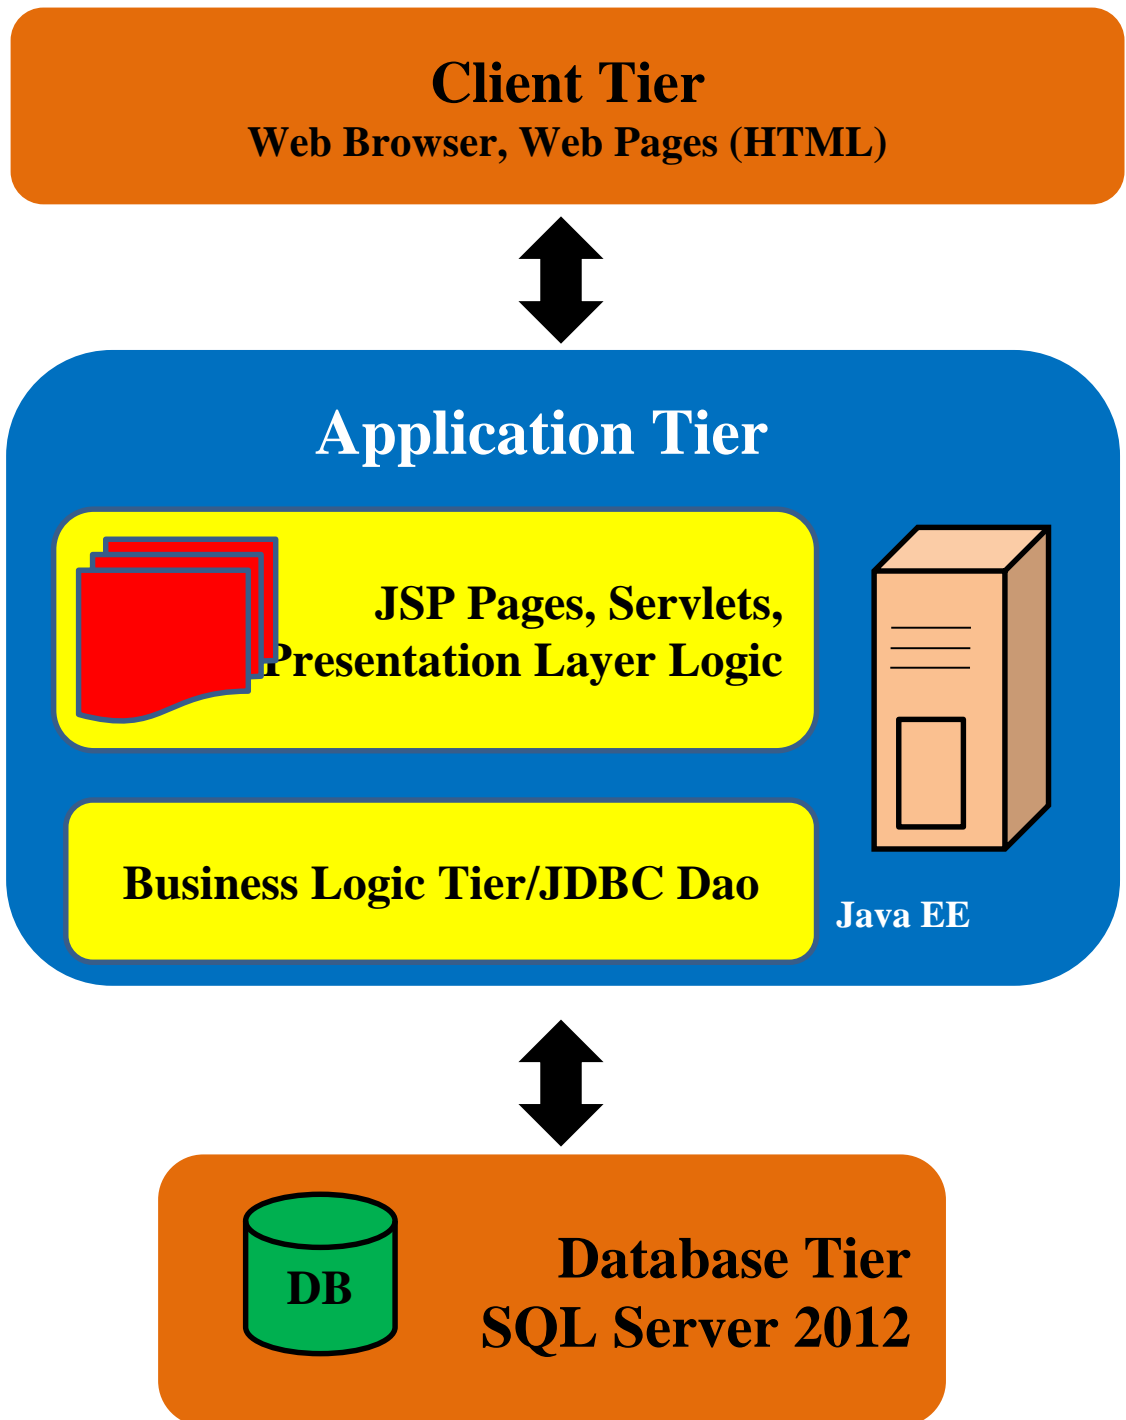 Client Tier
Web Browser, Web Pages (HTML)
Application Tier
JSP Pages, Servlets,
Presentation Layer Logic
Business Logic Tier/JDBC Dao
Java EE
DB
Database Tier
SQL Server 2012